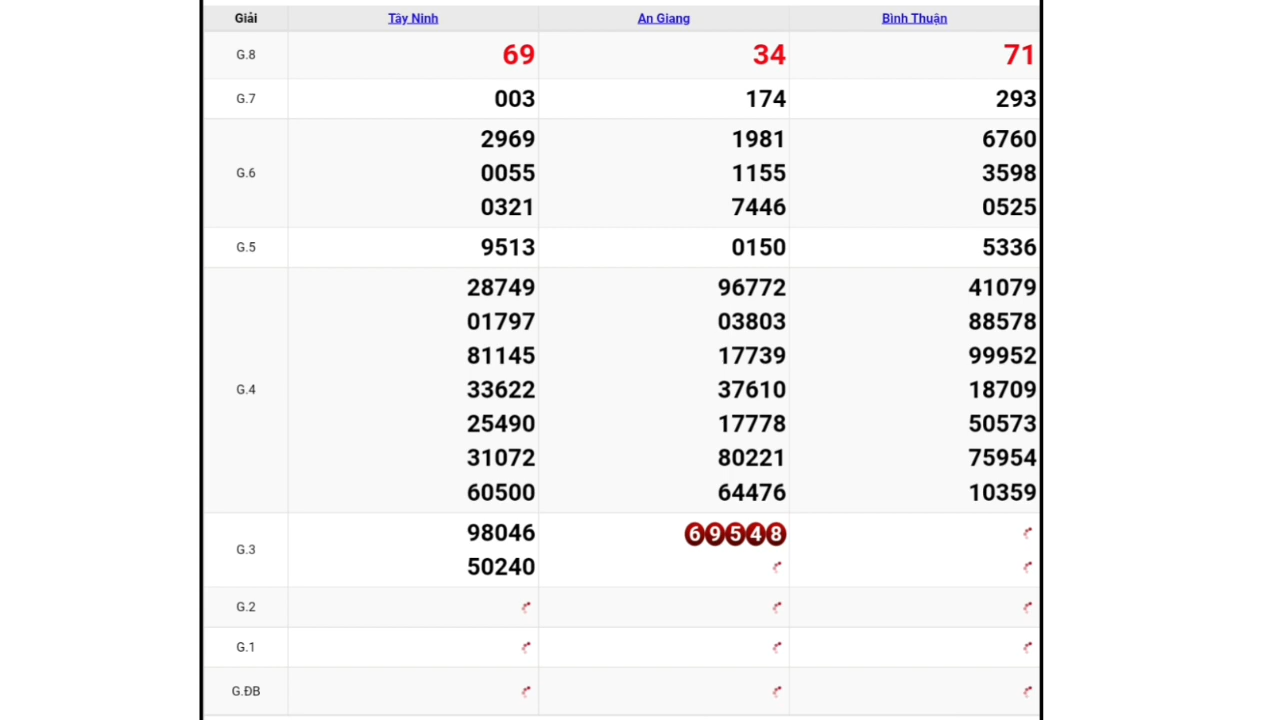 Giải Tây Ninh An Giang Bình Thuận
G.8 69 34 71
G.7 003 174 293
2969 1981 6760
G.6 0055 1155 3598
0321 7446 0525
G.5 9513 0150 5336
28749 96772 41079
01797 03803 88578
81145 17739 99952
G.4 33622 37610 18709
25490 17778 50573
31072 80221 75954
60500 64476 10359
98046 69548
G.3
50240
G.2
G.1
G.ĐB